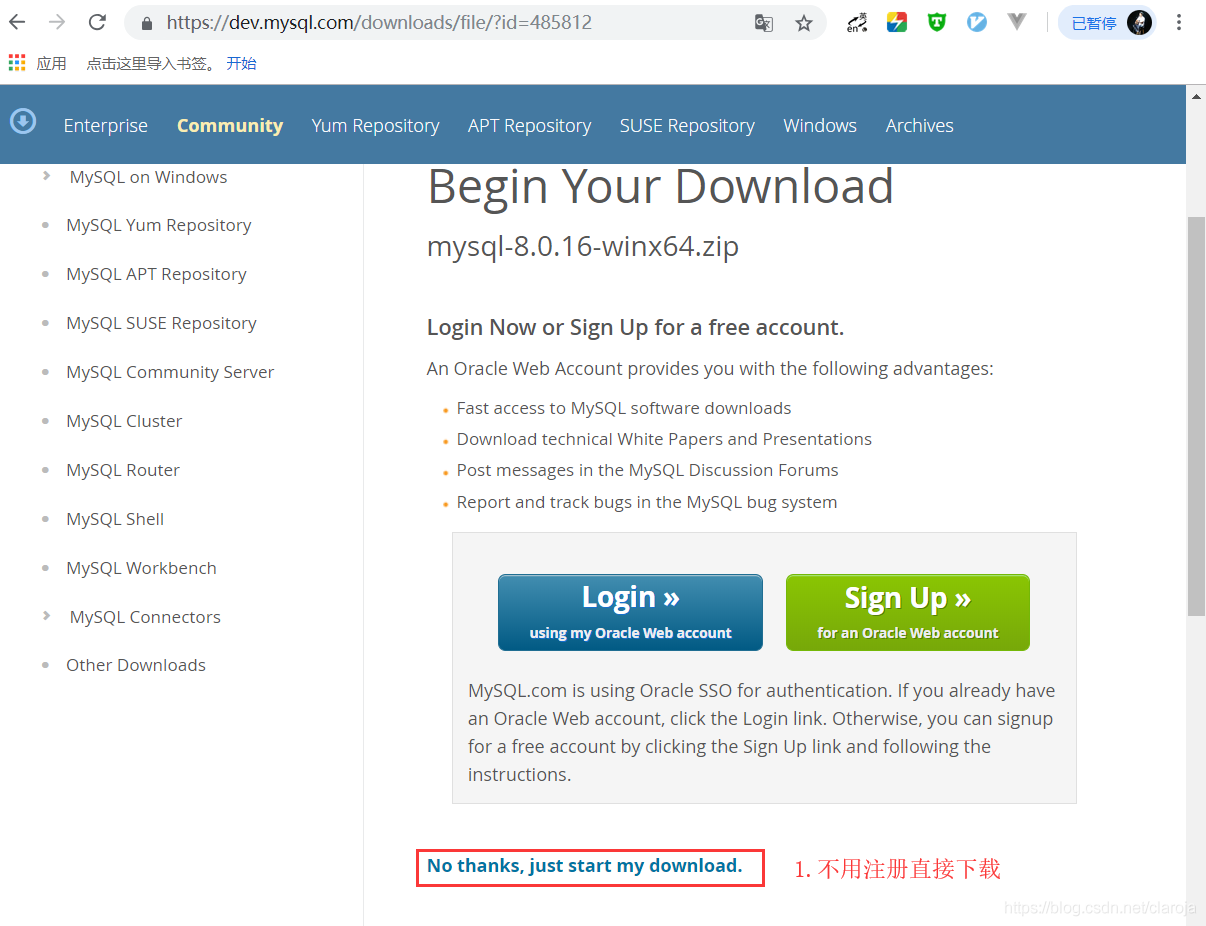 https://dev.mysql.com/downloads/file/?id=485812
英
en
已暂停
应用
点击这里导入书签。 开始
Enterprise
Community
Yum Repository
APT Repository
SUSE Repository
Windows
Archives
MySQL on Windows
MySQL Yum Repository
MySQL APT Repository
MySQL SUSE Repository
MySQL Community Server
MySQL Cluster
MySQL Router
MySQL Shell
MySQL Workbench
MySQL Connectors
Other Downloads
Begin Your Download
mysql-8.0.16-winx64.zip
Login Now or Sign Up for a free account.
An Oracle Web Account provides you with the following advantages:
Fast access to MySQL software downloads
Download technical White Papers and Presentations
Post messages in the MySQL Discussion Forums
Report and track bugs in the MySQL bug system
Login »
using my Oracle Web account
Sign Up »
for an Oracle Web account
MySQL.com is using Oracle SSO for authentication. If you already have
an Oracle Web account, click the Login link. Otherwise, you can signup
for a free account by clicking the Sign Up link and following the
instructions.
No thanks, just start my download.
1. 不用注册直接下载
https://blog.csdn.net/claroja